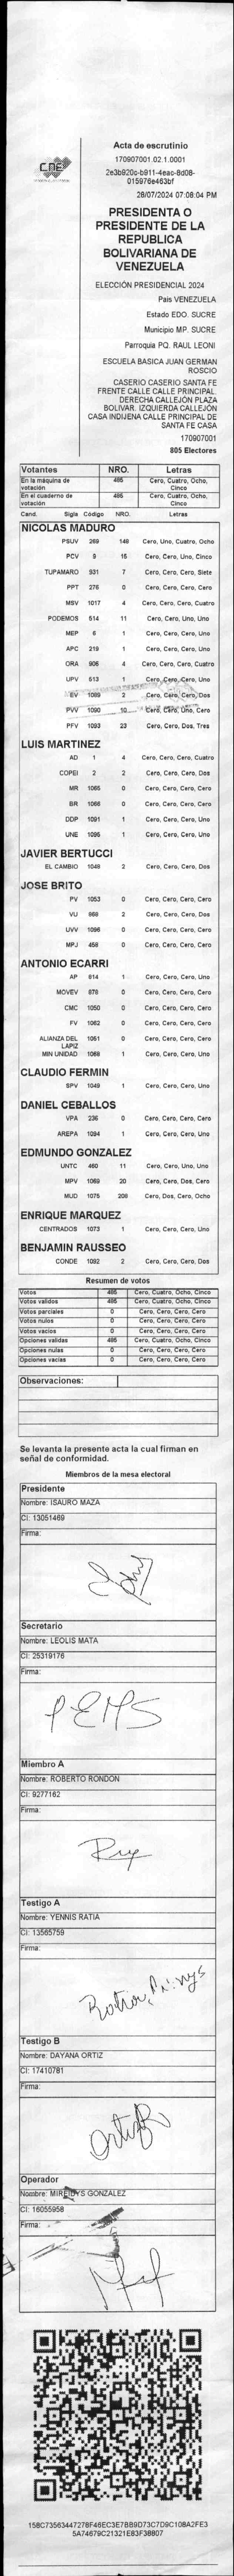 CNE
Acta de escrutinio
170907001.02.1.0001
2e3b920c-b911-4eac-8d08-
015976e463bf
28/07/2024 07:08:04 PM
PRESIDENTA O
PRESIDENTE DE LA
REPUBLICA
BOLIVARIANA DE
VENEZUELA
ELECCIÓN PRESIDENCIAL 2024
Pais VENEZUELA
Estado EDO. SUCRE
Municipio MP. SUCRE
Parroquia PQ. RAUL LEONI
ESCUELA BASICA JUAN GERMAN
ROSCIO
CASERIO CASERIO SANTA FE
FRENTE CALLE CALLE PRINCIPAL.
DERECHA CALLEJÓN PLAZA
BOLIVAR. IZQUIERDA CALLEJÓN
CASA INDIJENA CALLE PRINCIPAL DE
SANTA FE CASA
170907001
805 Electores
Votantes NRO. Letras
En la máquina de votación 485 Cero, Cuatro, Ocho, Cinco
En el cuaderno de votación 485 Cero, Cuatro, Ocho, Cinco
Cand. Sigla Código NRO. Letras
NICOLAS MADURO
PSUV 269 148 Cero, Uno, Cuatro, Ocho
PCV 9 15 Cero, Cero, Uno, Cinco
TUPAMARO 931 7 Cero, Cero, Cero, Siete
PPT 276 0 Cero, Cero, Cero, Cero
MSV 1017 4 Cero, Cero, Cero, Cuatro
PODEMOS 514 11 Cero, Cero, Uno, Uno
MEP 6 1 Cero, Cero, Cero, Uno
APC 219 1 Cero, Cero, Cero, Uno
ORA 906 4 Cero, Cero, Cero, Cuatro
UPV 613 1 Cero, Cero, Cero, Uno
EV 1089 2 Cero, Cero, Cero, Dos
PVV 1090 10 Cero, Cero, Uno, Cero
PFV 1093 23 Cero, Cero, Dos, Tres
LUIS MARTINEZ
AD 1 4 Cero, Cero, Cero, Cuatro
COPEI 2 2 Cero, Cero, Cero, Dos
MR 1065 0 Cero, Cero, Cero, Cero
BR 1066 0 Cero, Cero, Cero, Cero
DDP 1091 1 Cero, Cero, Cero, Uno
UNE 1095 1 Cero, Cero, Cero, Uno
JAVIER BERTUCCI
EL CAMBIO 1048 2 Cero, Cero, Cero, Dos
JOSE BRITO
PV 1053 0 Cero, Cero, Cero, Cero
VU 868 2 Cero, Cero, Cero, Dos
UVV 1096 0 Cero, Cero, Cero, Cero
MPJ 458 0 Cero, Cero, Cero, Cero
ANTONIO ECARRI
AP 614 1 Cero, Cero, Cero, Uno
MOVEV 878 0 Cero, Cero, Cero, Cero
CMC 1050 0 Cero, Cero, Cero, Cero
FV 1062 0 Cero, Cero, Cero, Cero
ALIANZA DEL LAPIZ 1061 0 Cero, Cero, Cero, Cero
MIN UNIDAD 1068 1 Cero, Cero, Cero, Uno
CLAUDIO FERMIN
SPV 1049 1 Cero, Cero, Cero, Uno
DANIEL CEBALLOS
VPA 236 0 Cero, Cero, Cero, Cero
AREPA 1094 1 Cero, Cero, Cero, Uno
EDMUNDO GONZALEZ
UNTC 460 11 Cero, Cero, Uno, Uno
MPV 1069 20 Cero, Cero, Dos, Cero
MUD 1075 208 Cero, Dos, Cero, Ocho
ENRIQUE MARQUEZ
CENTRADOS 1073 1 Cero, Cero, Cero, Uno
BENJAMIN RAUSSEO
CONDE 1092 2 Cero, Cero, Cero, Dos
Resumen de votos
Votos 485 Cero, Cuatro, Ocho, Cinco
Votos validos 485 Cero, Cuatro, Ocho, Cinco
Votos parciales 0 Cero, Cero, Cero, Cero
Votos nulos 0 Cero, Cero, Cero, Cero
Votos vacios 0 Cero, Cero, Cero, Cero
Opciones validas 485 Cero, Cuatro, Ocho, Cinco
Opciones nulas 0 Cero, Cero, Cero, Cero
Opciones vacias 0 Cero, Cero, Cero, Cero
Observaciones:
Se levanta la presente acta la cual firman en
señal de conformidad.
Miembros de la mesa electoral
Presidente
Nombre: ISAURO MAZA
CI: 13051469
Firma:
Secretario
Nombre: LEOLIS MATA
CI: 25319176
Firma:
Miembro A
Nombre: ROBERTO RONDON
CI: 9277162
Firma:
Testigo A
Nombre: YENNIS RATIA
CI: 13565759
Firma:
Testigo B
Nombre: DAYANA ORTIZ
CI: 17410781
Firma:
Operador
Nombre: MIREIDYS GONZALEZ
CI: 16055958
Firma: